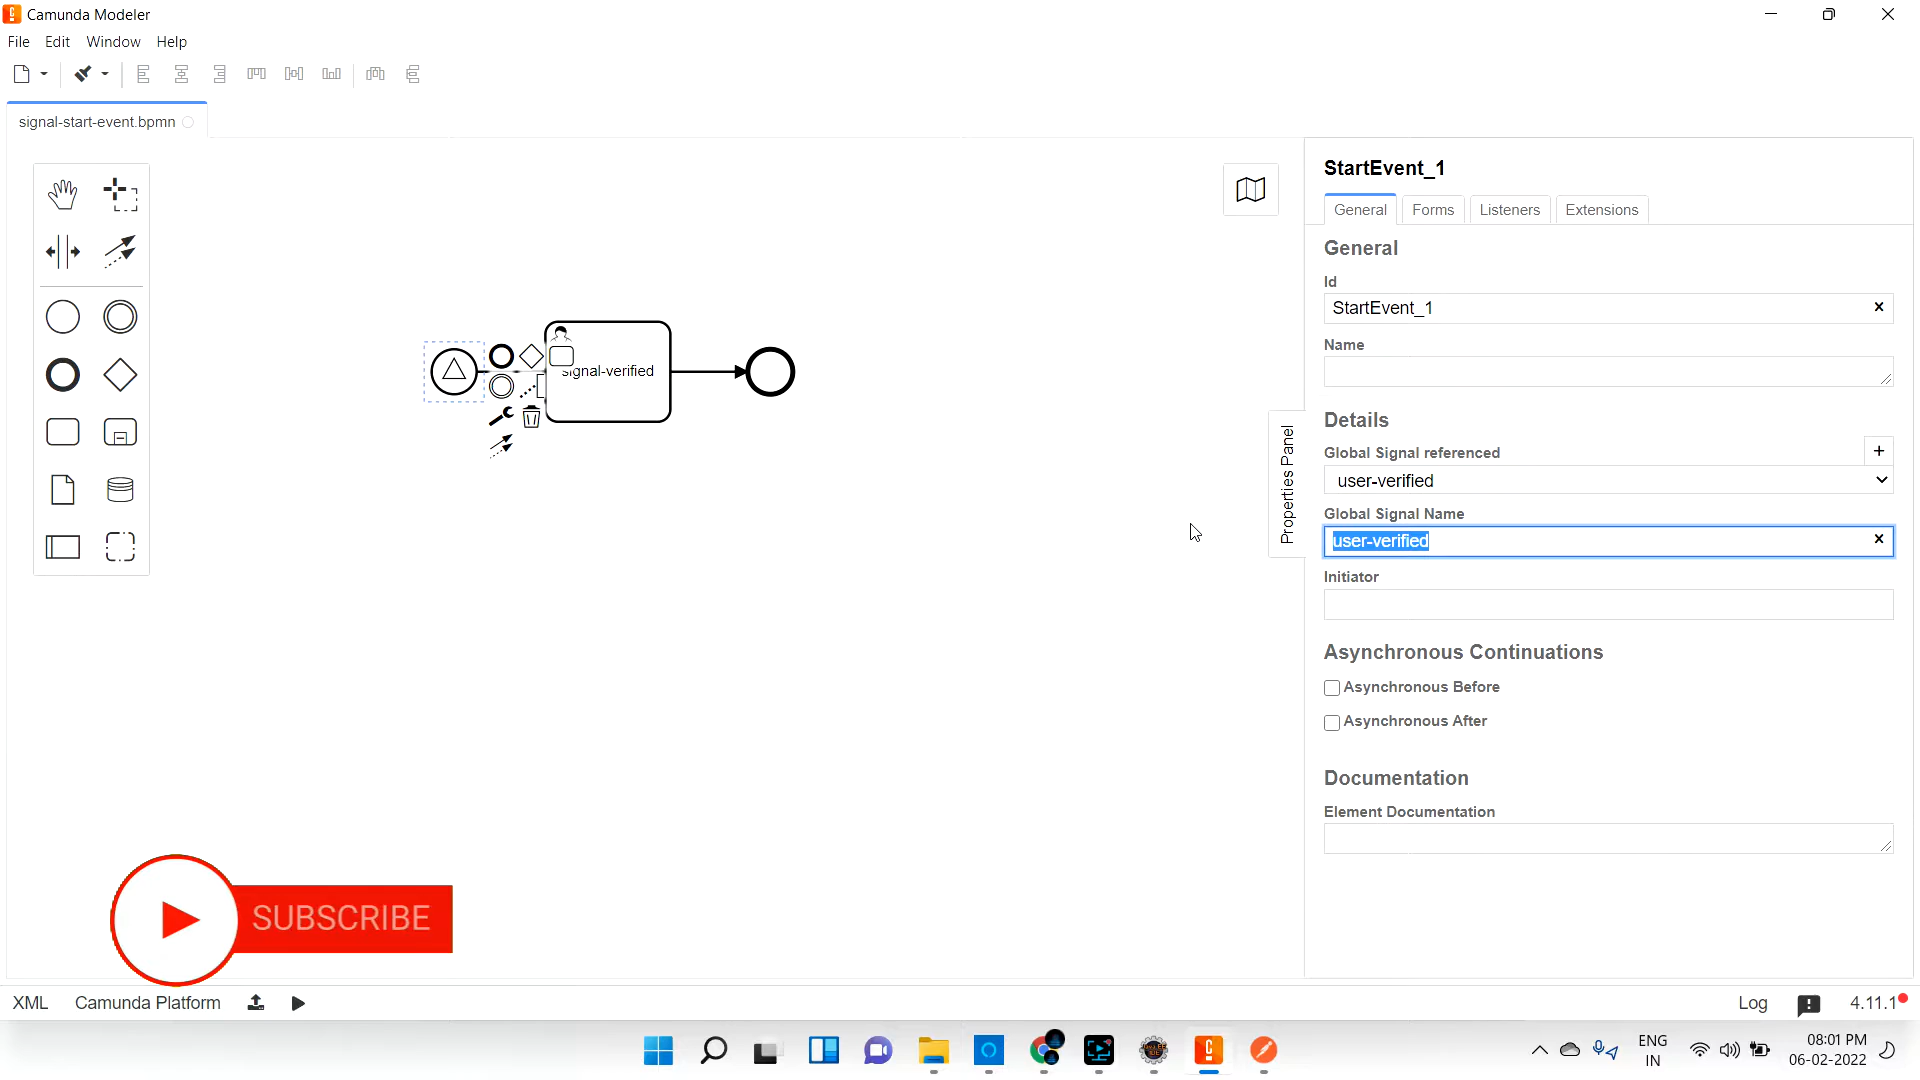 Camunda Modeler
File Edit Window Help
signal-start-event.bpmn
StartEvent_1
General Forms Listeners Extensions
General
Id
StartEvent_1
Name
Details
Global Signal referenced
user-verified
Global Signal Name
user-verified
Initiator
Asynchronous Continuations
Asynchronous Before
Asynchronous After
Documentation
Element Documentation
Properties Panel
signal-verified
SUBSCRIBE
XML Camunda Platform
Log 4.11.1
ENG
IN
08:01 PM
06-02-2022